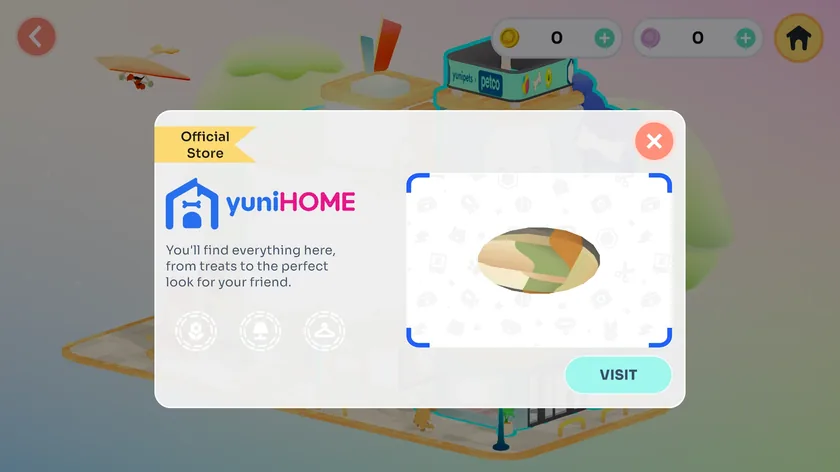 0
0
yunipets
petco
Official
Store
yuniHOME
You'll find everything here,
from treats to the perfect
look for your friend.
VISIT